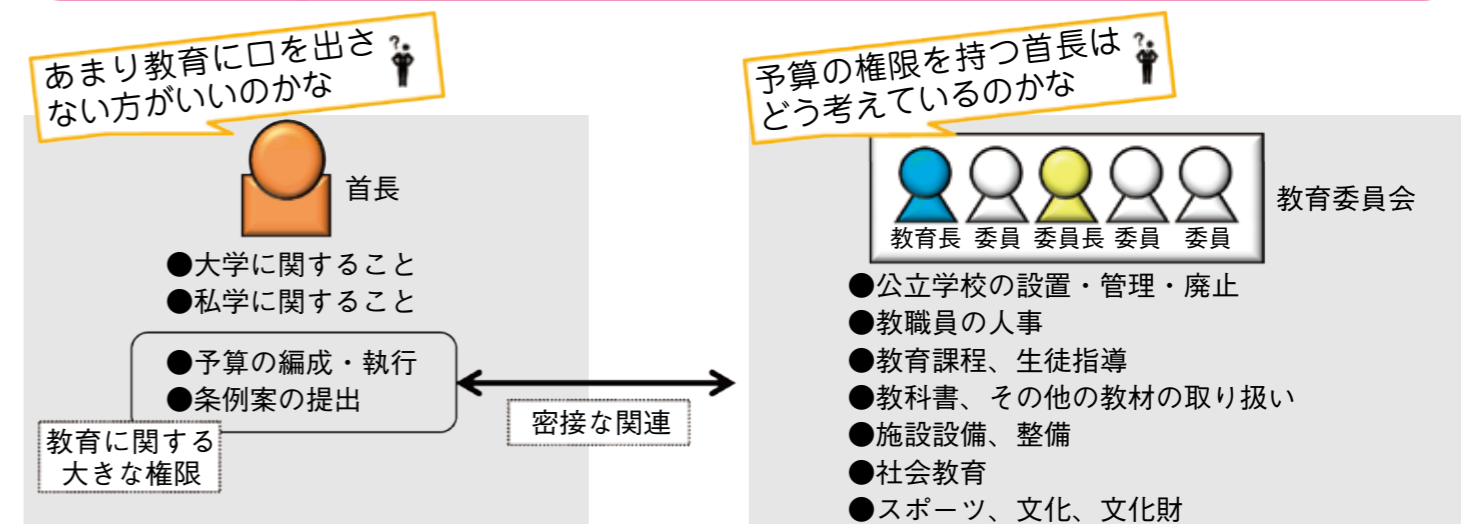 あまり教育に口を出さ
ない方がいいのかな
?
首長
●大学に関すること
●私学に関すること
●予算の編成・執行
●条例案の提出
教育に関する
大きな権限
密接な関連
予算の権限を持つ首長は
どう考えているのかな
?
教育長 委員 委員長 委員 委員
教育委員会
●公立学校の設置・管理・廃止
●教職員の人事
●教育課程、生徒指導
●教科書、その他の教材の取り扱い
●施設設備、整備
●社会教育
●スポーツ、文化、文化財